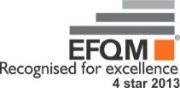 EFQM®
Recognised for excellence
4 star 2013